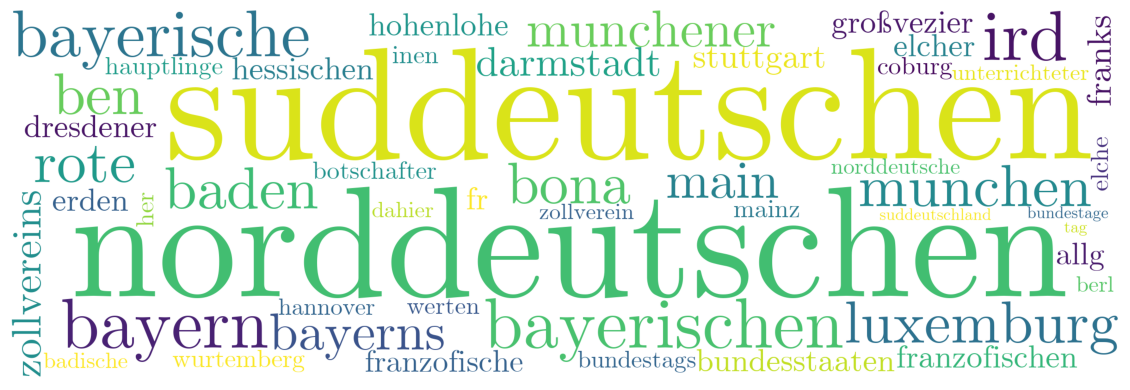 bayerische
hohenlohe
munchener
großvezier
ird
franks
hauptlinge
hessischen
inen
darmstadt
stuttgart
elcher
coburg
unterrichteter
ben
suddeutschen
dresdener
rote
botschafter
norddeutsche
elche
zollvereins
erden
her
baden
dahier
fr
bona
zollverein
main
mainz
munchen
suddeutschland
bundestage
tag
norddeutschen
allg
berl
bayern
hannover
bayerns
werten
bayerischen
luxemburg
badische
wurtemberg
franzofische
bundestags
bundesstaaten
franzofischen